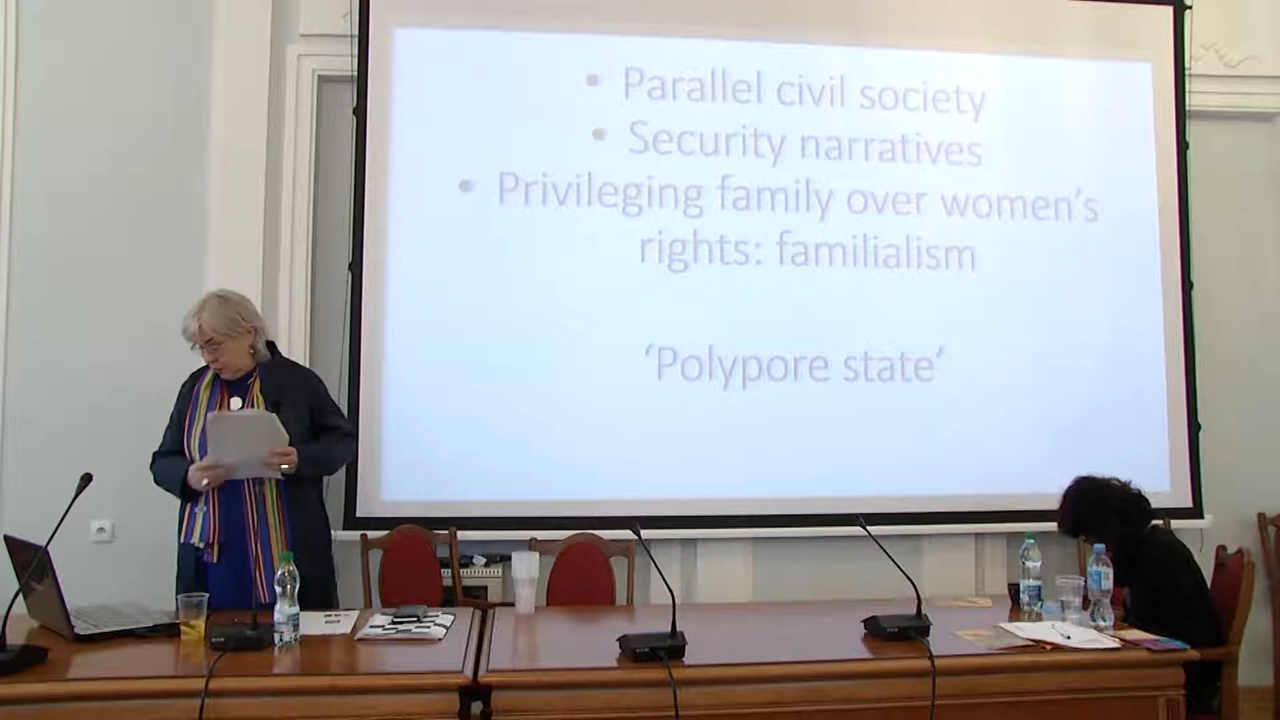 • Parallel civil society
• Security narratives
• Privileging family over women's
rights: familialism
‘Polypore state’